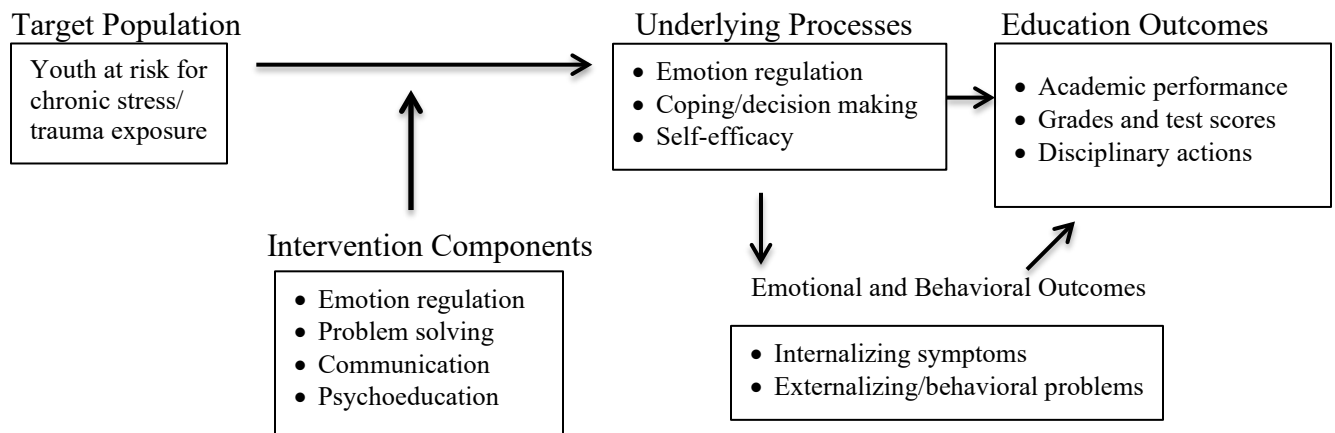 Target Population
Youth at risk for
chronic stress/
trauma exposure
Underlying Processes
• Emotion regulation
• Coping/decision making
• Self-efficacy
Education Outcomes
• Academic performance
• Grades and test scores
• Disciplinary actions
Intervention Components
• Emotion regulation
• Problem solving
• Communication
• Psychoeducation
Emotional and Behavioral Outcomes
• Internalizing symptoms
• Externalizing/behavioral problems